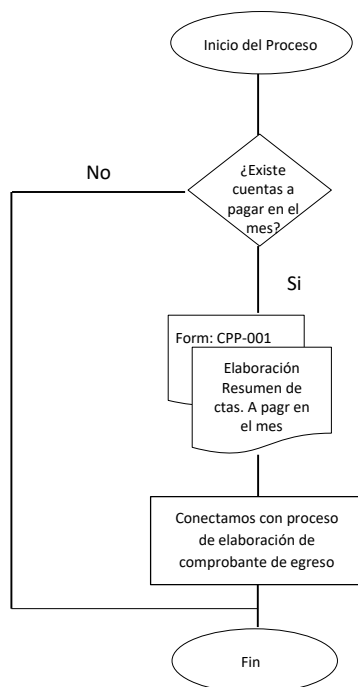 Inicio del Proceso
¿Existe
cuentas a
pagar en el
mes?
No
Si
Form: CPP-001
Elaboración
Resumen de
ctas. A pagr en
el mes
Conectamos con proceso
de elaboración de
comprobante de egreso
Fin